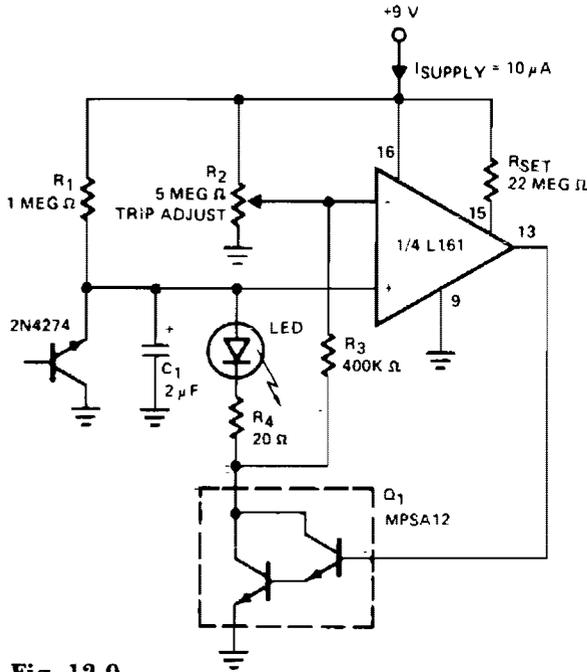 +9 V
ISUPPLY = 10 μA
R1
1 MEG Ω
R2
5 MEG Ω
TRIP ADJUST
16
RSET
22 MEG Ω
15
-
1/4 L161
13
+
9
2N4274
+
C1
2 μF
LED
R3
400K Ω
R4
20 Ω
Q1
MPSA12